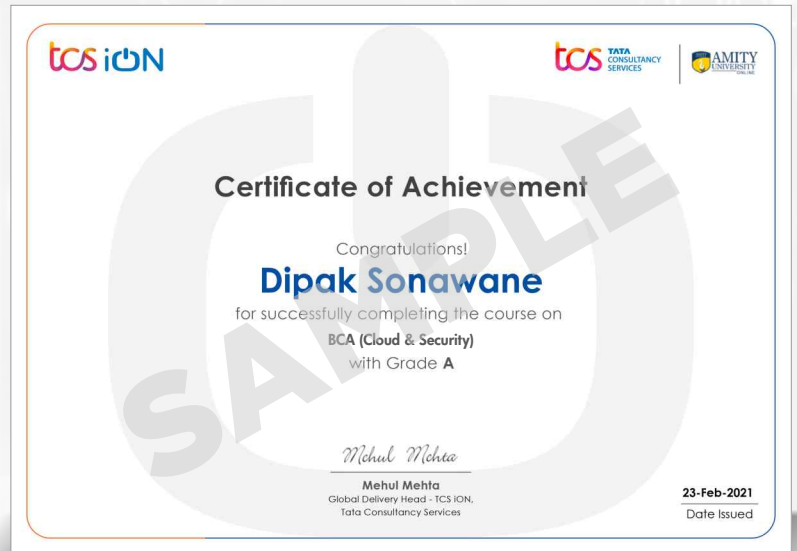 tcs iON
tcs TATA
CONSULTANCY
SERVICES
AMITY
UNIVERSITY
ONLINE
Certificate of Achievement
Congratulations!
Dipak Sonawane
for successfully completing the course on
BCA (Cloud & Security)
with Grade A
SAMPLE
Mehul Mehta
Mehul Mehta
Global Delivery Head - TCS iON,
Tata Consultancy Services
23-Feb-2021
Date Issued